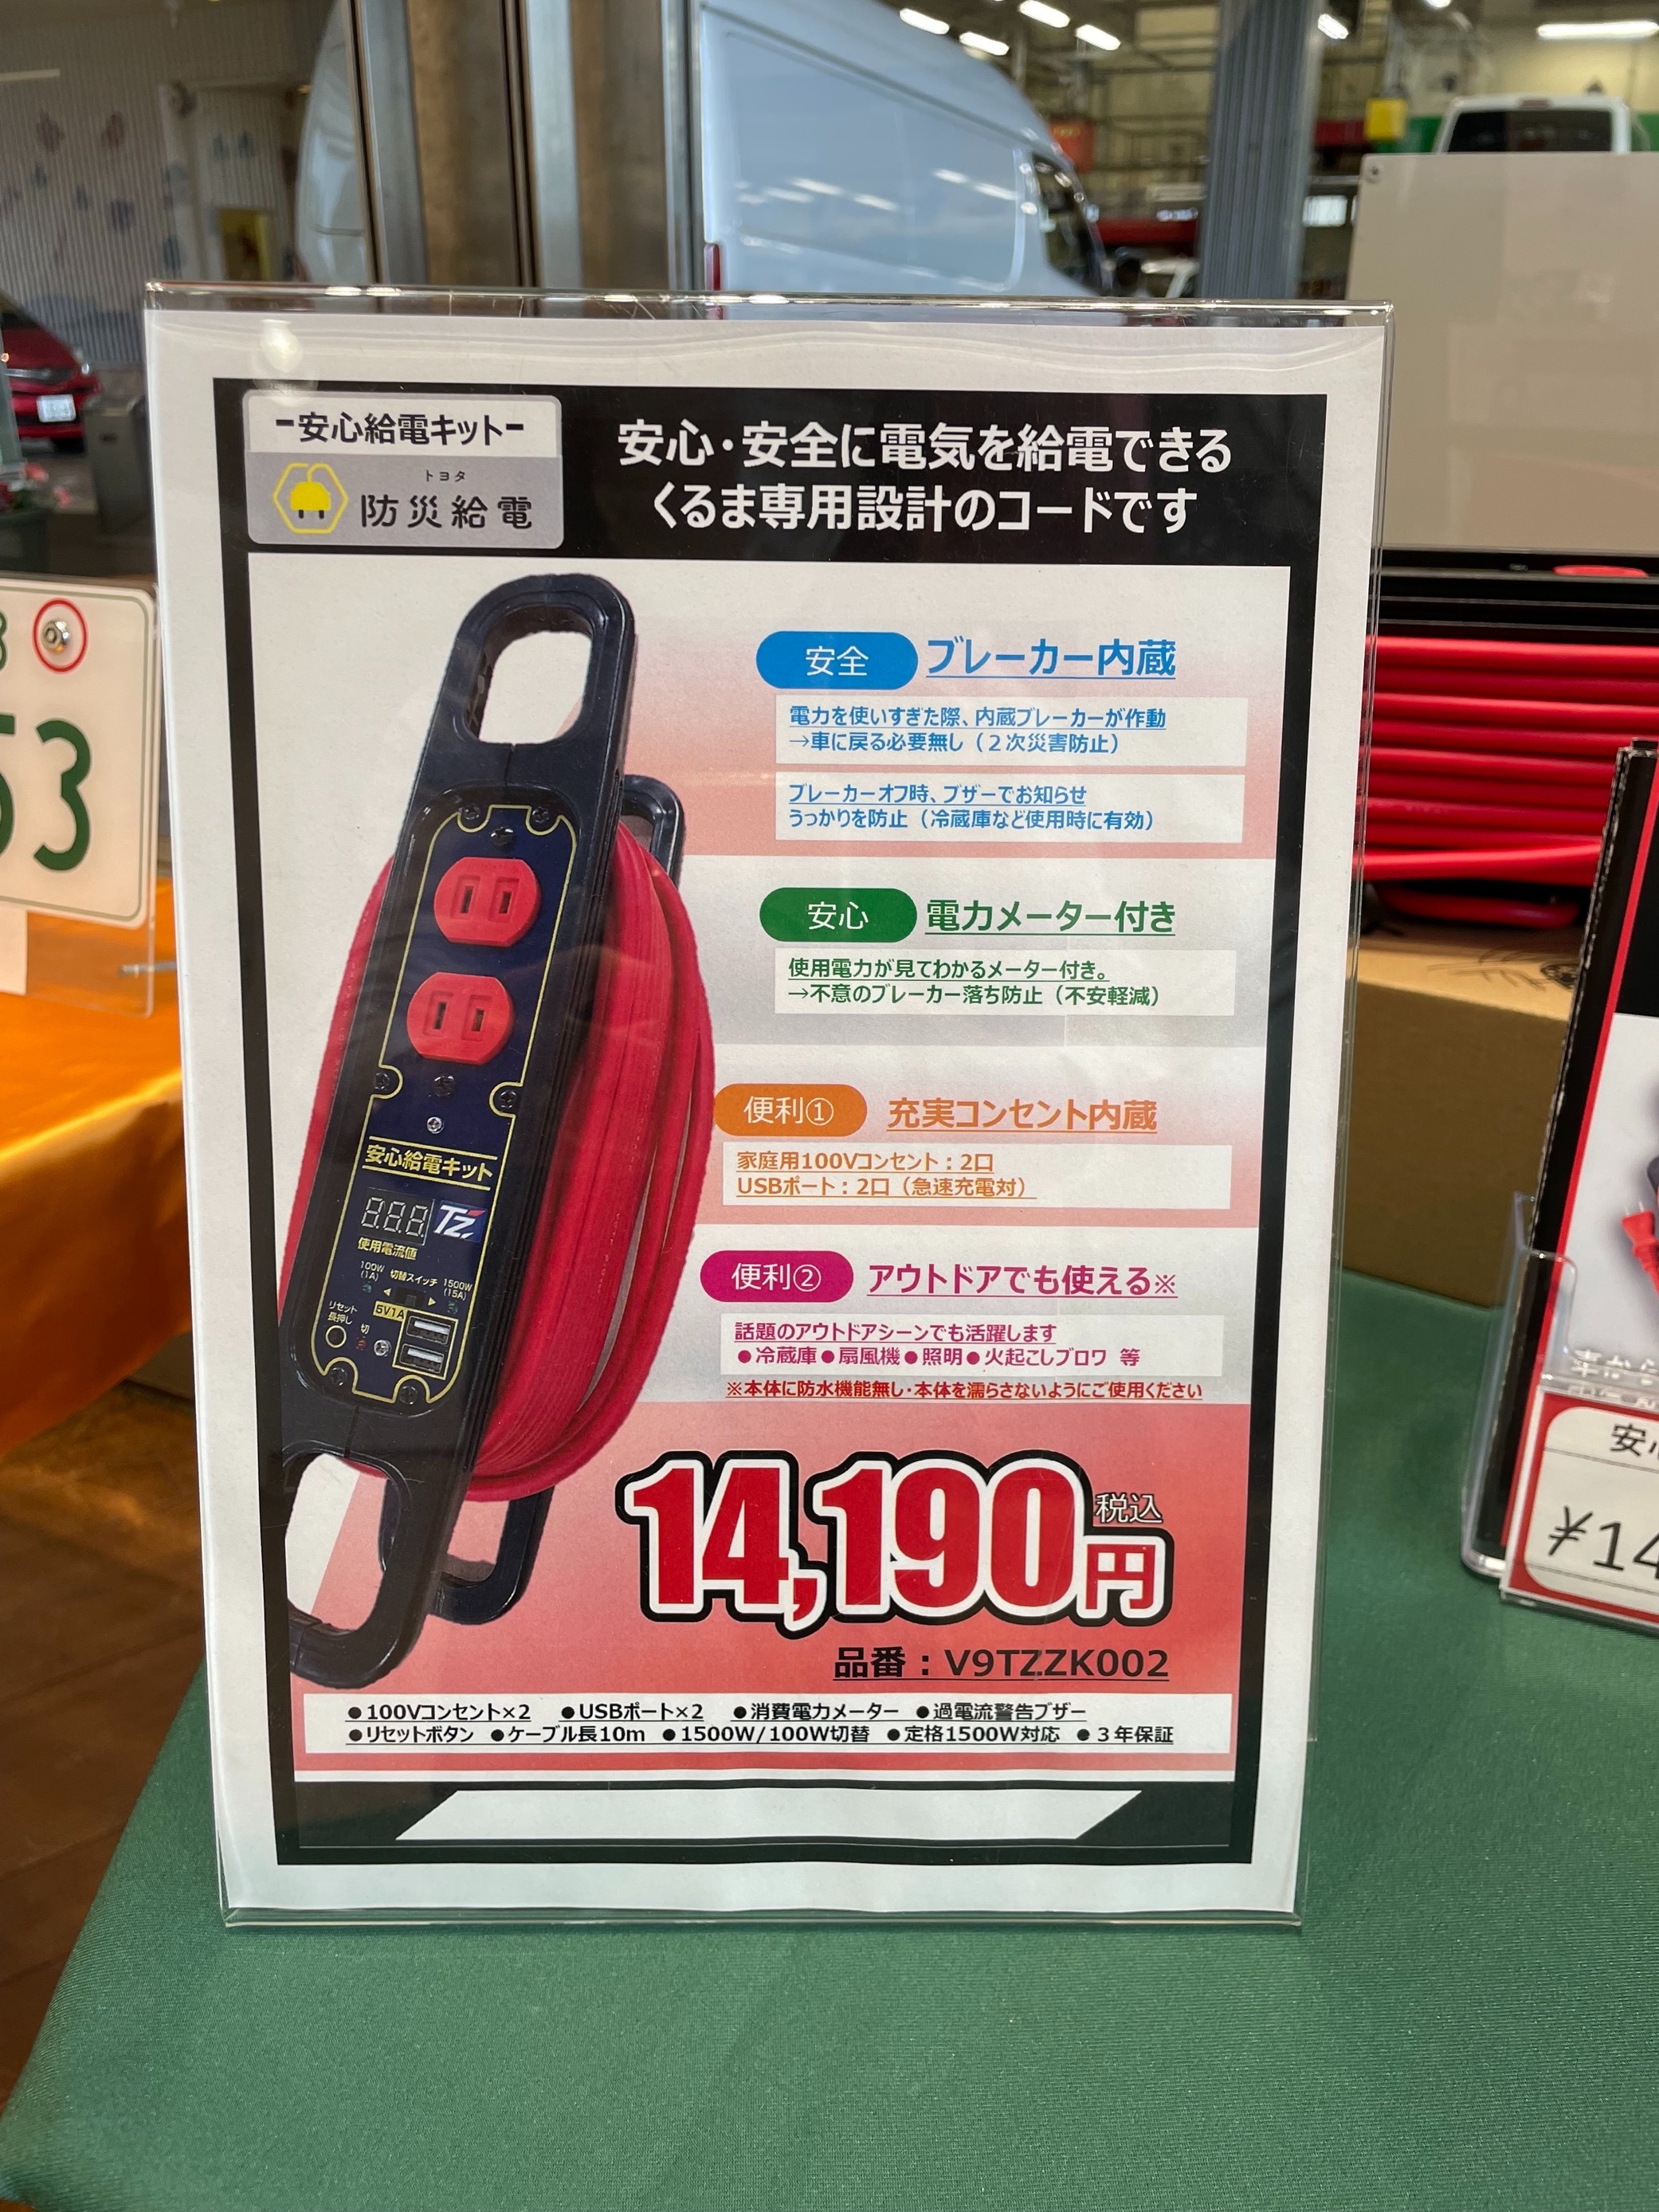 -安心給電キット-
トヨタ
防災給電
安心・安全に電気を給電できる
くるま専用設計のコードです
安全 ブレーカー内蔵
電力を使いすぎた際、内蔵ブレーカーが作動
→車に戻る必要無し（２次災害防止）
ブレーカーオフ時、ブザーでお知らせ
うっかりを防止（冷蔵庫など使用時に有効）
安心 電力メーター付き
使用電力が見てわかるメーター付き。
→不意のブレーカー落ち防止（不安軽減）
便利① 充実コンセント内蔵
家庭用100Vコンセント：2口
USBポート：2口（急速充電対）
便利② アウトドアでも使える※
話題のアウトドアシーンでも活躍します
●冷蔵庫●扇風機●照明●火起こしブロワ 等
※本体に防水機能無し・本体を濡らさないようにご使用ください
安心給電キット
8.8.8. TZ
使用電流値
100W (1A) 切替スイッチ 1500W (15A)
リセット 長押し 切 5V1A
14,190円 税込
品番：V9TZZK002
●100Vコンセント×2 ●USBポート×2 ●消費電力メーター ●過電流警告ブザー
●リセットボタン ●ケーブル長10m ●1500W/100W切替 ●定格1500W対応 ●３年保証
53
¥14